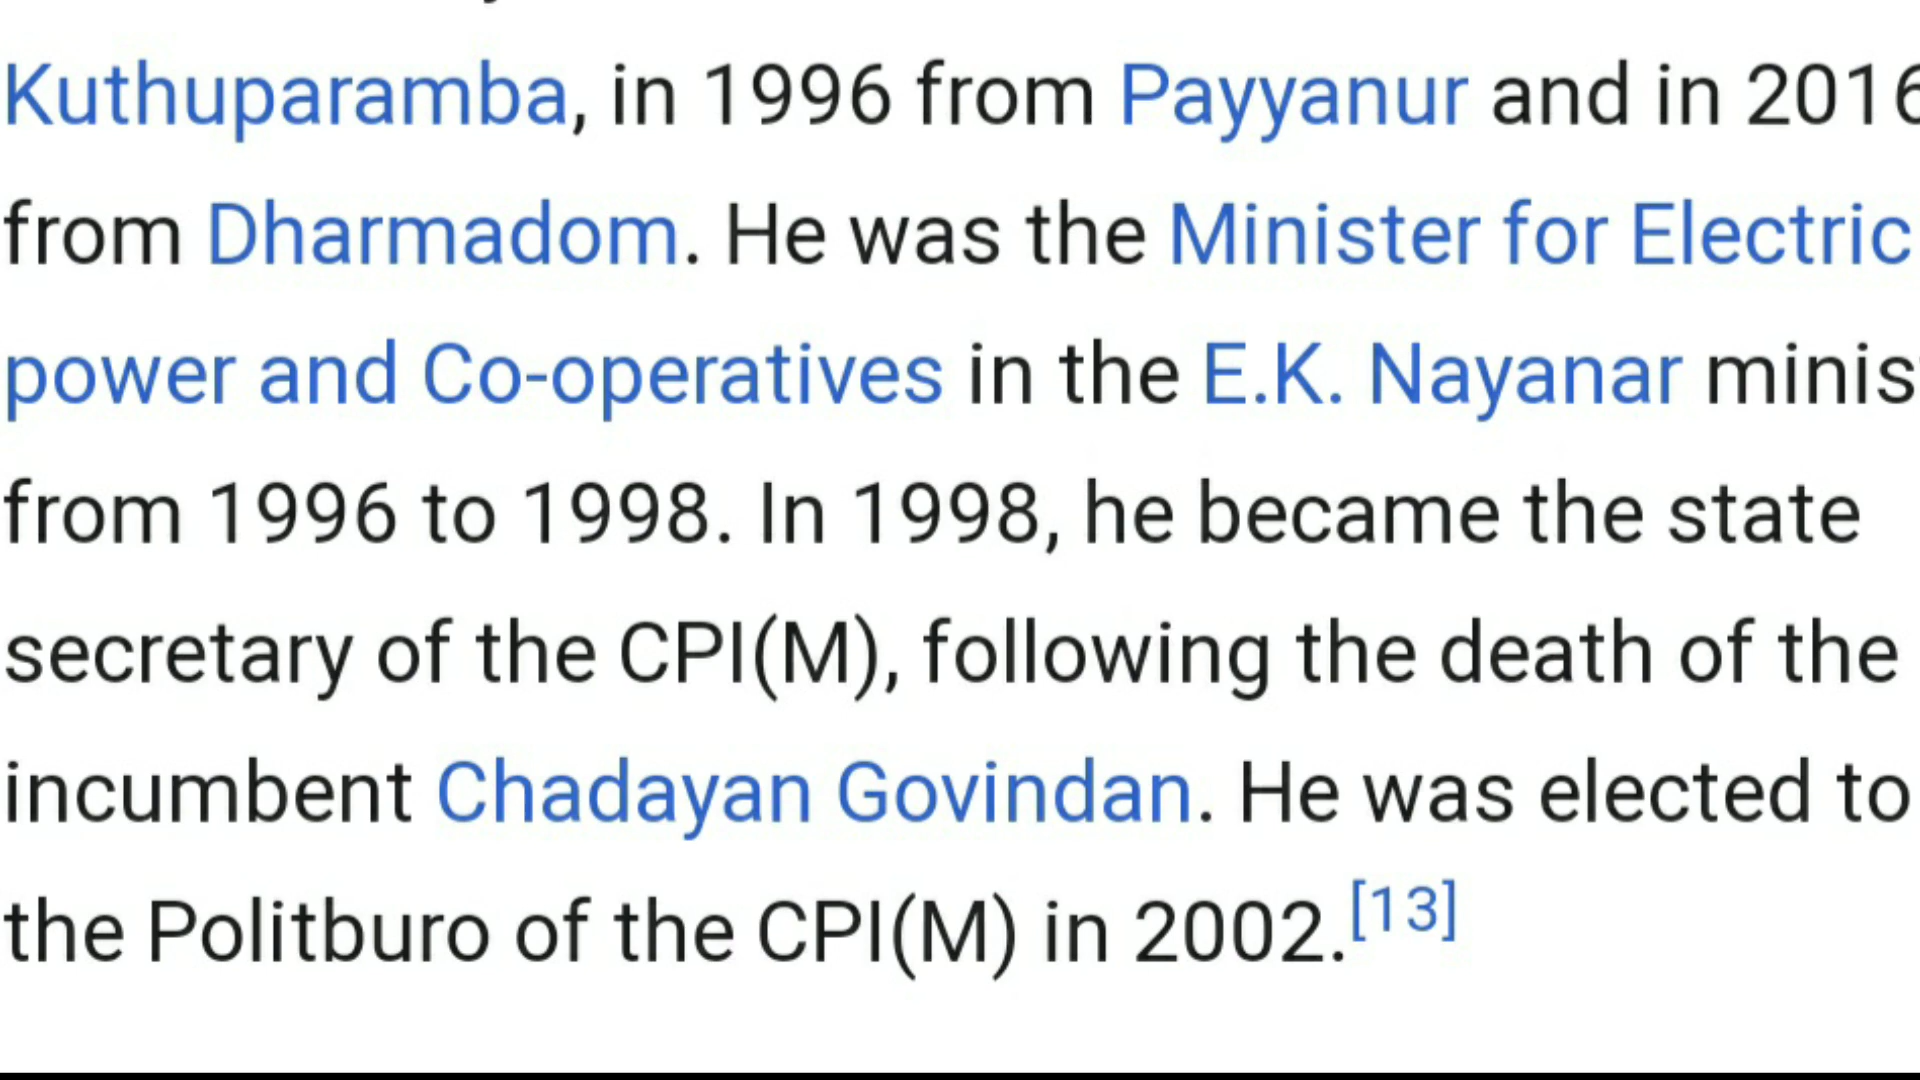 Kuthuparamba, in 1996 from Payyanur and in 2016
from Dharmadom. He was the Minister for Electric
power and Co-operatives in the E.K. Nayanar minis
from 1996 to 1998. In 1998, he became the state
secretary of the CPI(M), following the death of the
incumbent Chadayan Govindan. He was elected to
the Politburo of the CPI(M) in 2002.[13]